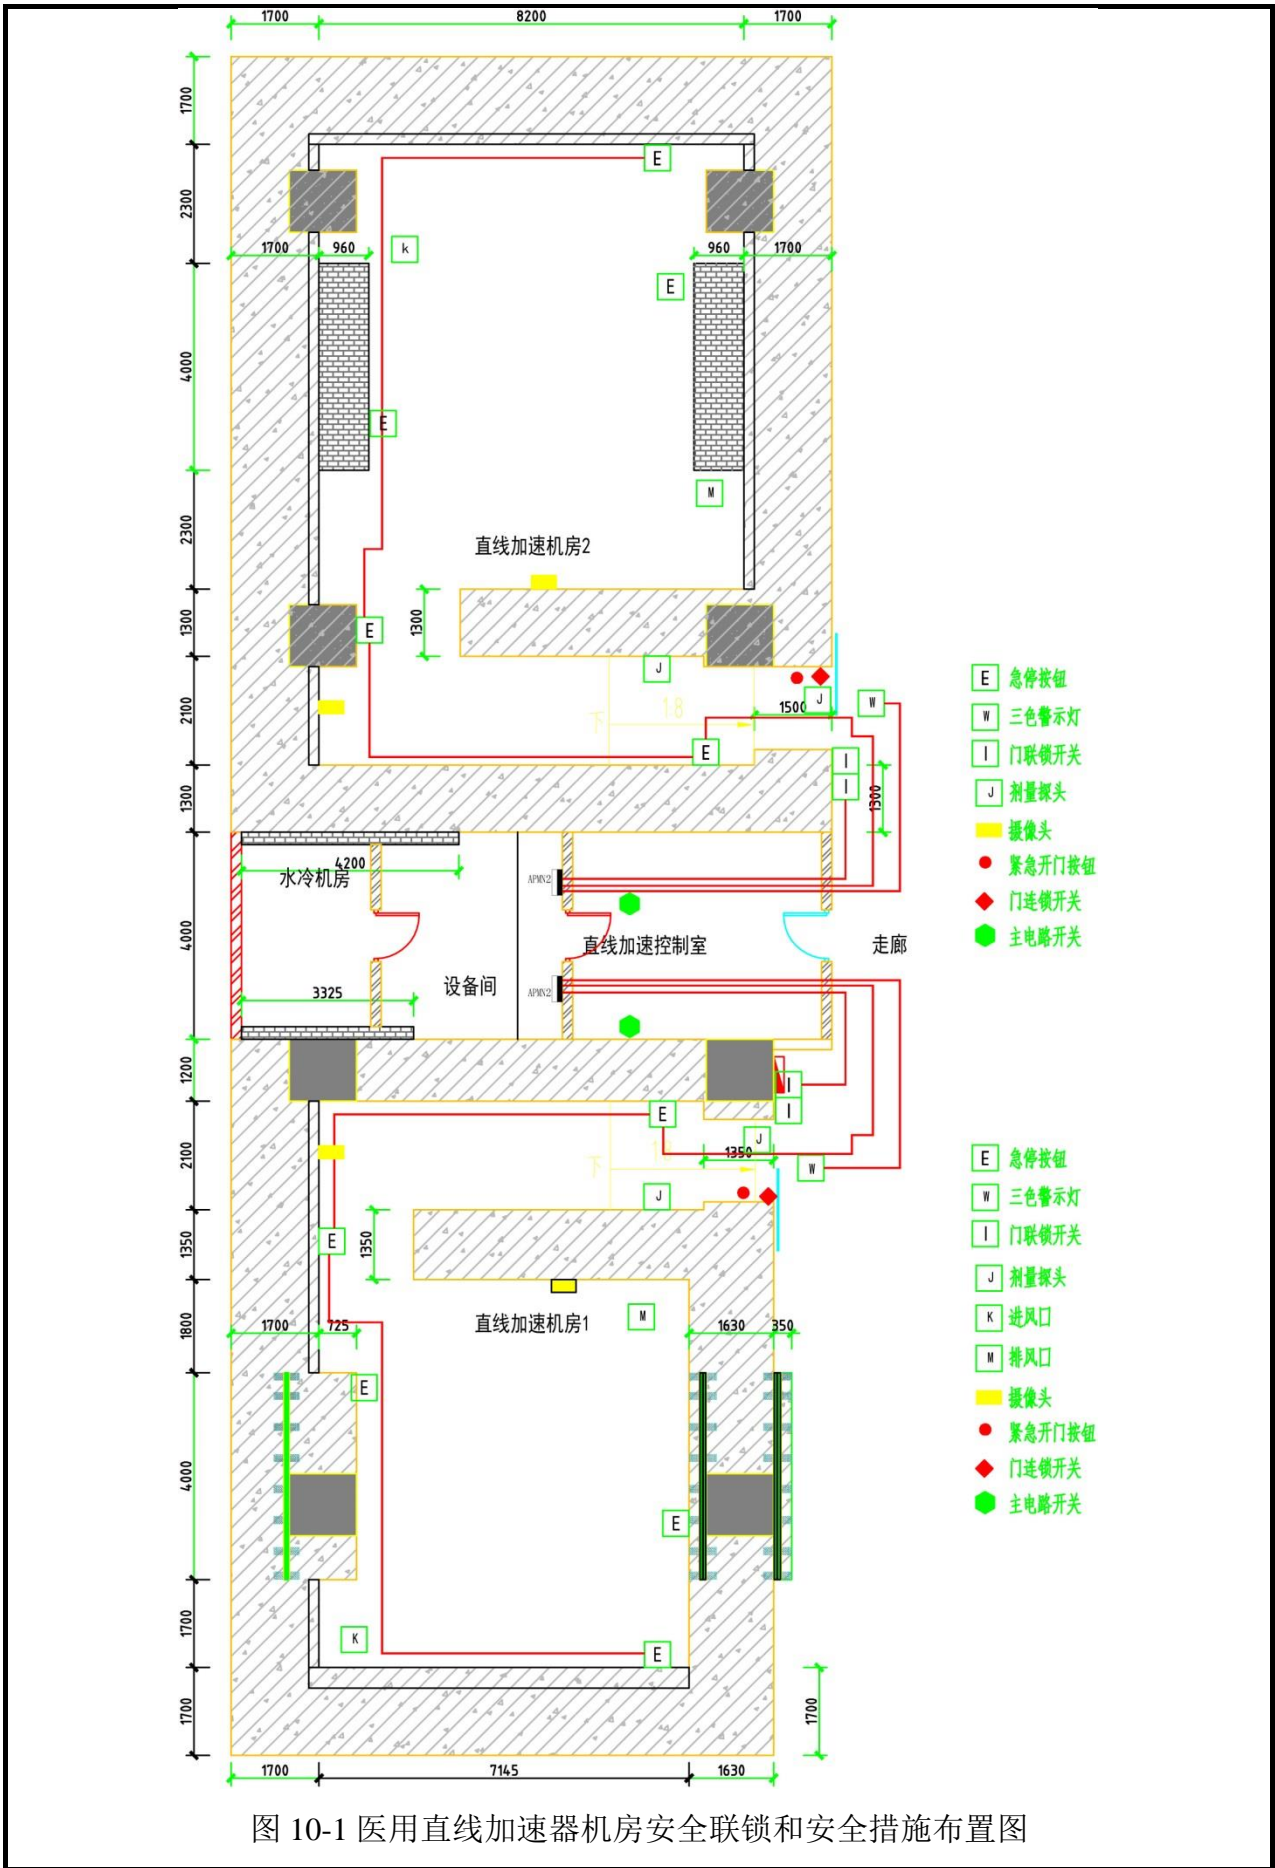 1700 8200 1700
1700
E
2300
k
1700 960 960 1700
E
4000
E
M
2300
直线加速机房2
1300 1300
E
J
2100
1:8
下
1500
J
W
E
I
I
1300
1300
4200
水冷机房
APMN2
4000
直线加速控制室
走廊
设备间
APMN2
3325
1200
I
I
E
J
2100
1350
下
W
J
1350
E
1350
直线加速机房1
M
1800
1700 725 1630 350
E
4000
E
1700
K
E
1700
1700
1700 7145 1630
E 急停按钮
W 三色警示灯
I 门联锁开关
J 剂量探头
摄像头
紧急开门按钮
门连锁开关
主电路开关
E 急停按钮
W 三色警示灯
I 门联锁开关
J 剂量探头
K 进风口
M 排风口
摄像头
紧急开门按钮
门连锁开关
主电路开关
图 10-1 医用直线加速器机房安全联锁和安全措施布置图